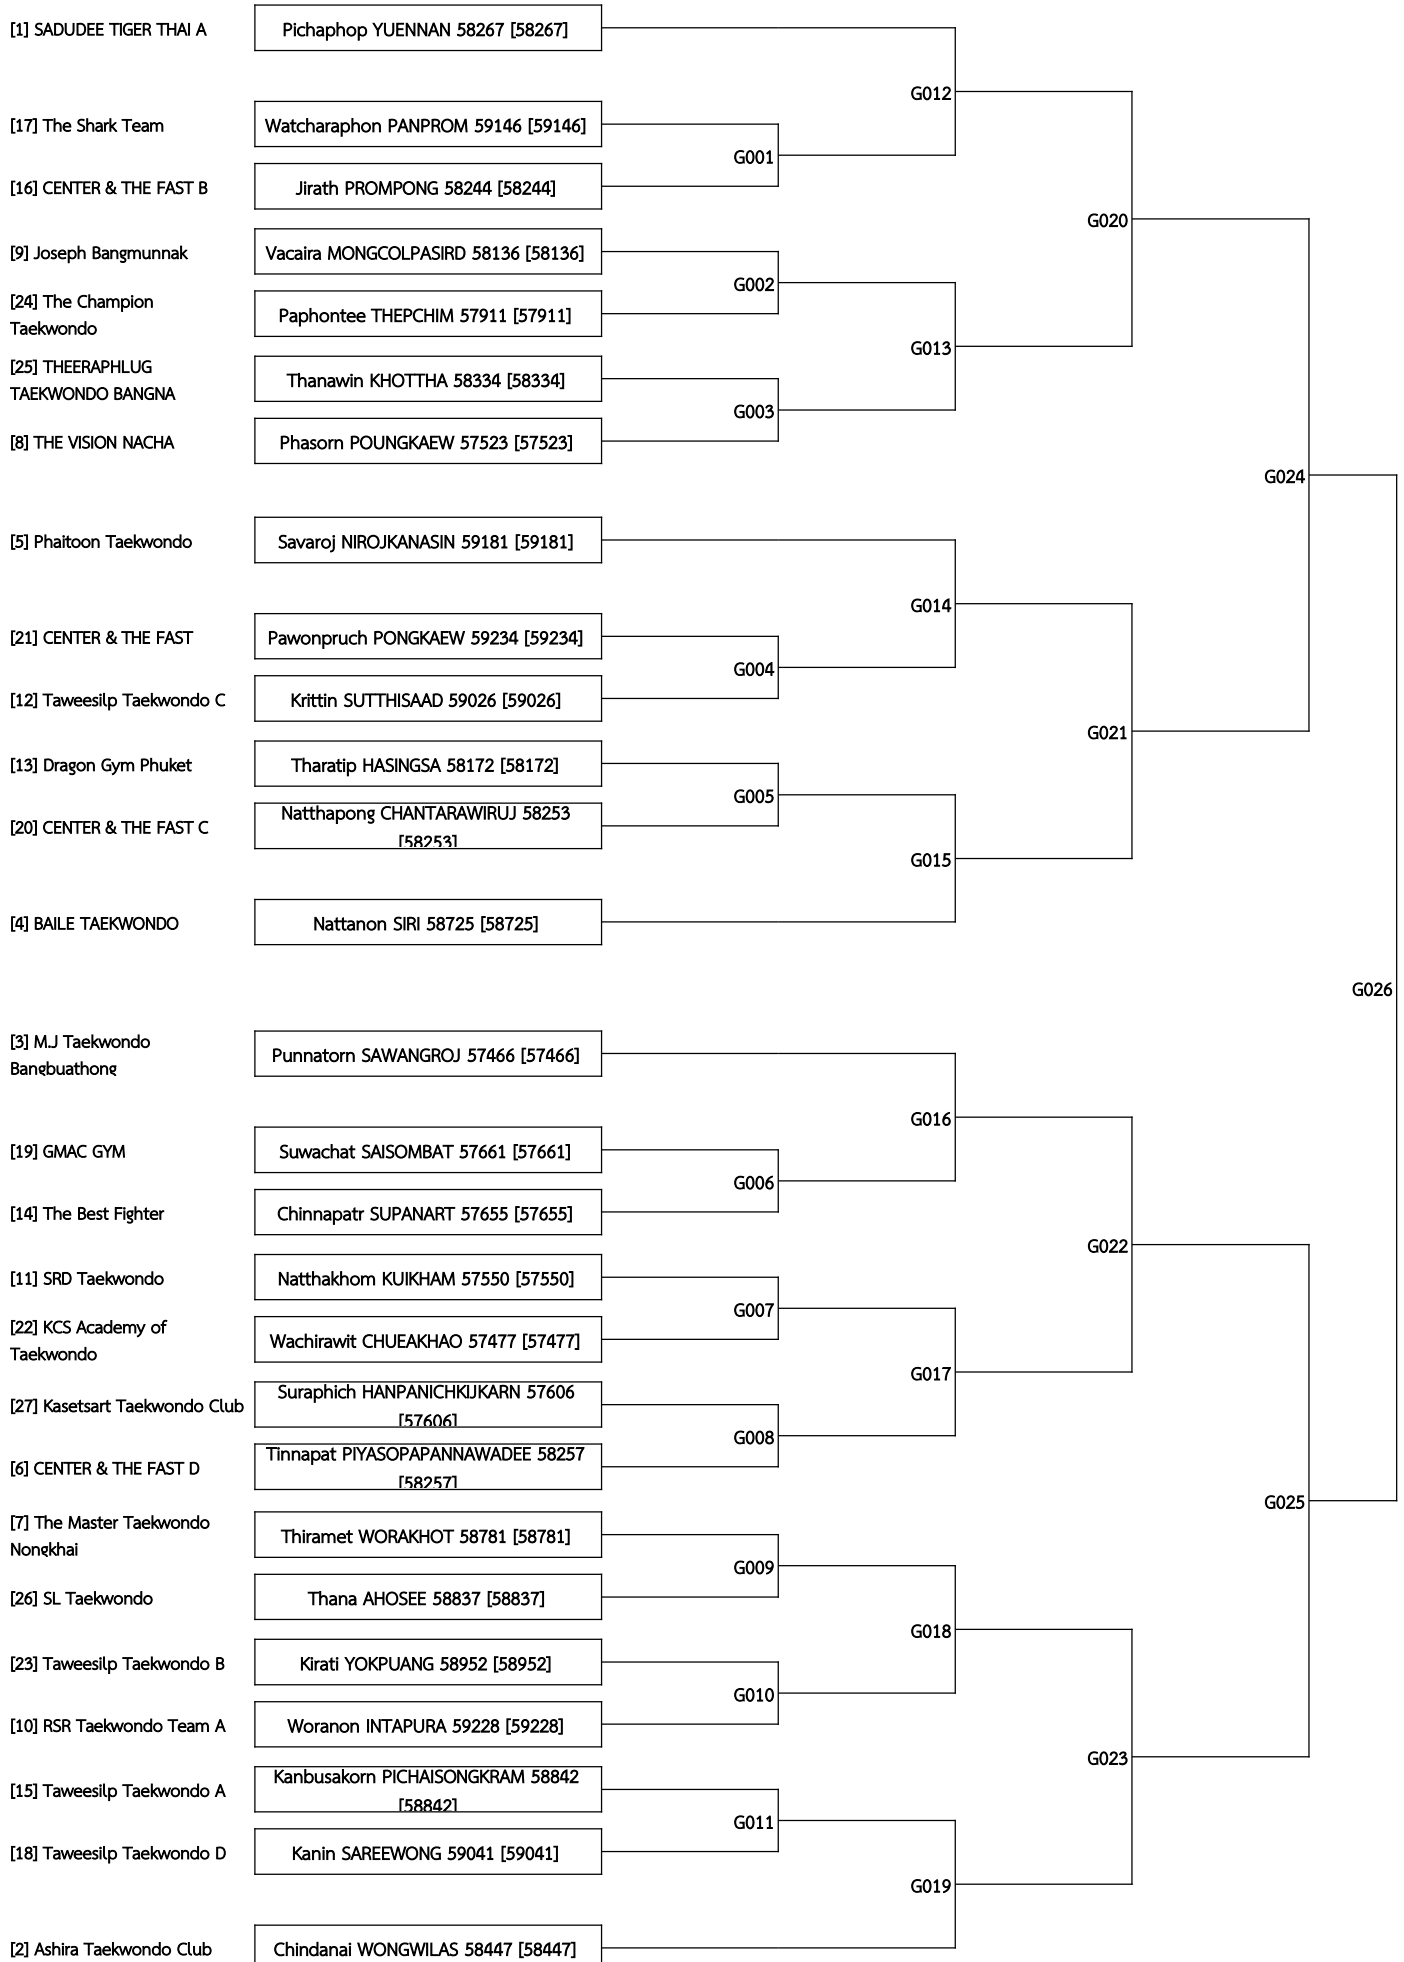 [1] SADUDEE TIGER THAI A
Pichaphop YUENNAN 58267 [58267]
G012
[17] The Shark Team
Watcharaphon PANPROM 59146 [59146]
G001
[16] CENTER & THE FAST B
Jirath PROMPONG 58244 [58244]
G020
[9] Joseph Bangmunnak
Vacaira MONGCOLPASIRD 58136 [58136]
G002
[24] The Champion
Taekwondo
Paphontee THEPCHIM 57911 [57911]
G013
[25] THEERAPHLUG
TAEKWONDO BANGNA
Thanawin KHOTTHA 58334 [58334]
G003
[8] THE VISION NACHA
Phasorn POUNGKAEW 57523 [57523]
G024
[5] Phaitoon Taekwondo
Savaroj NIROJKANASIN 59181 [59181]
G014
[21] CENTER & THE FAST
Pawonpruch PONGKAEW 59234 [59234]
G004
[12] Taweesilp Taekwondo C
Krittin SUTTHISAAD 59026 [59026]
G021
[13] Dragon Gym Phuket
Tharatip HASINGSA 58172 [58172]
G005
[20] CENTER & THE FAST C
Natthapong CHANTARAWIRUJ 58253
[58253]
G015
[4] BAILE TAEKWONDO
Nattanon SIRI 58725 [58725]
G026
[3] M.J Taekwondo
Bangbuathong
Punnatorn SAWANGROJ 57466 [57466]
G016
[19] GMAC GYM
Suwachat SAISOMBAT 57661 [57661]
G006
[14] The Best Fighter
Chinnapatr SUPANART 57655 [57655]
G022
[11] SRD Taekwondo
Natthakhom KUIKHAM 57550 [57550]
G007
[22] KCS Academy of
Taekwondo
Wachirawit CHUEAKHAO 57477 [57477]
G017
[27] Kasetsart Taekwondo Club
Suraphich HANPANICHKIJKARN 57606
[57606]
G008
[6] CENTER & THE FAST D
Tinnapat PIYASOPAPANNAWADEE 58257
[58257]
G025
[7] The Master Taekwondo
Nongkhai
Thiramet WORAKHOT 58781 [58781]
G009
[26] SL Taekwondo
Thana AHOSEE 58837 [58837]
G018
[23] Taweesilp Taekwondo B
Kirati YOKPUANG 58952 [58952]
G010
[10] RSR Taekwondo Team A
Woranon INTAPURA 59228 [59228]
G023
[15] Taweesilp Taekwondo A
Kanbusakorn PICHAISONGKRAM 58842
[58842]
G011
[18] Taweesilp Taekwondo D
Kanin SAREEWONG 59041 [59041]
G019
[2] Ashira Taekwondo Club
Chindanai WONGWILAS 58447 [58447]